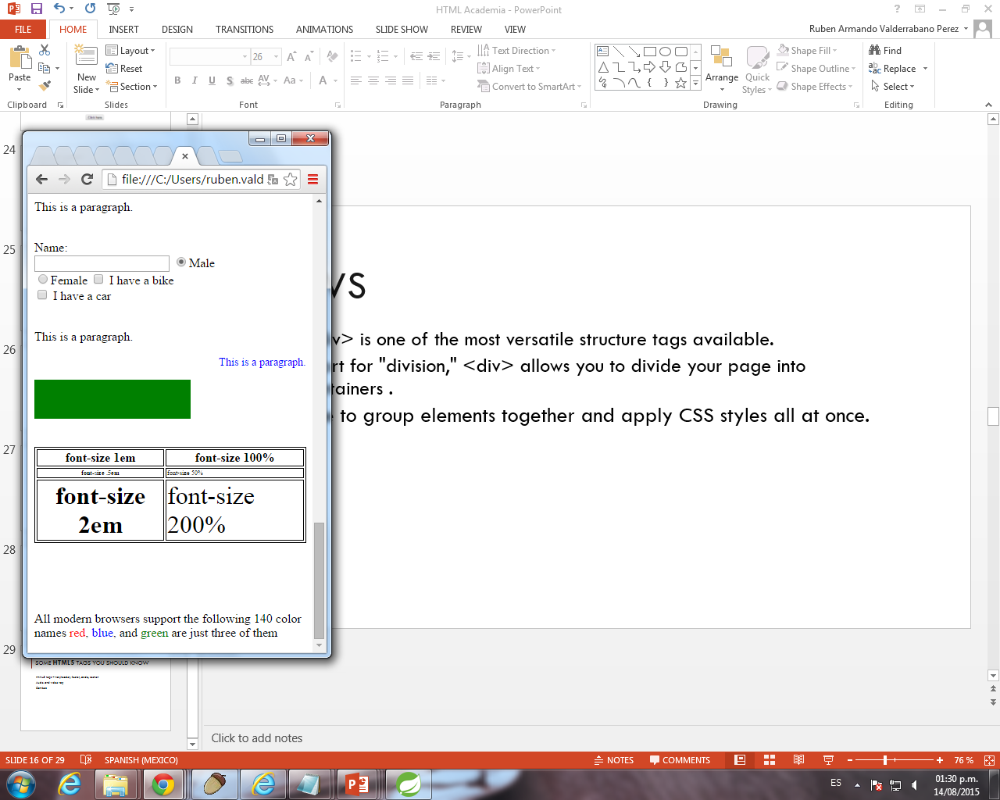 HTML Academia - PowerPoint
FILE HOME INSERT DESIGN TRANSITIONS ANIMATIONS SLIDE SHOW REVIEW VIEW Ruben Armando Valderrabano Perez
Paste
New Slide
Layout
Reset
Section
26
B I U S abc AV Aa A
Text Direction
Align Text
Convert to SmartArt
Arrange
Quick Styles
Shape Fill
Shape Outline
Shape Effects
Find
Replace
Select
Clipboard Slides Font Paragraph Drawing Editing
Click here
24
25
26
27
28
29
file:///C:/Users/ruben.vald
This is a paragraph.
Name:
Male
Female I have a bike
I have a car
This is a paragraph.
This is a paragraph.
font-size 1em font-size 100%
font-size .5em font-size 50%
font-size 2em font-size 200%
All modern browsers support the following 140 color
names red, blue, and green are just three of them
vs
v> is one of the most versatile structure tags available.
rt for "division," <div> allows you to divide your page into
tainers .
e to group elements together and apply CSS styles all at once.
SOME HTML5 TAGS YOU SHOULD KNOW
Click to add notes
SLIDE 16 OF 29 SPANISH (MEXICO) NOTES COMMENTS 76 %
ES 01:30 p.m.
14/08/2015